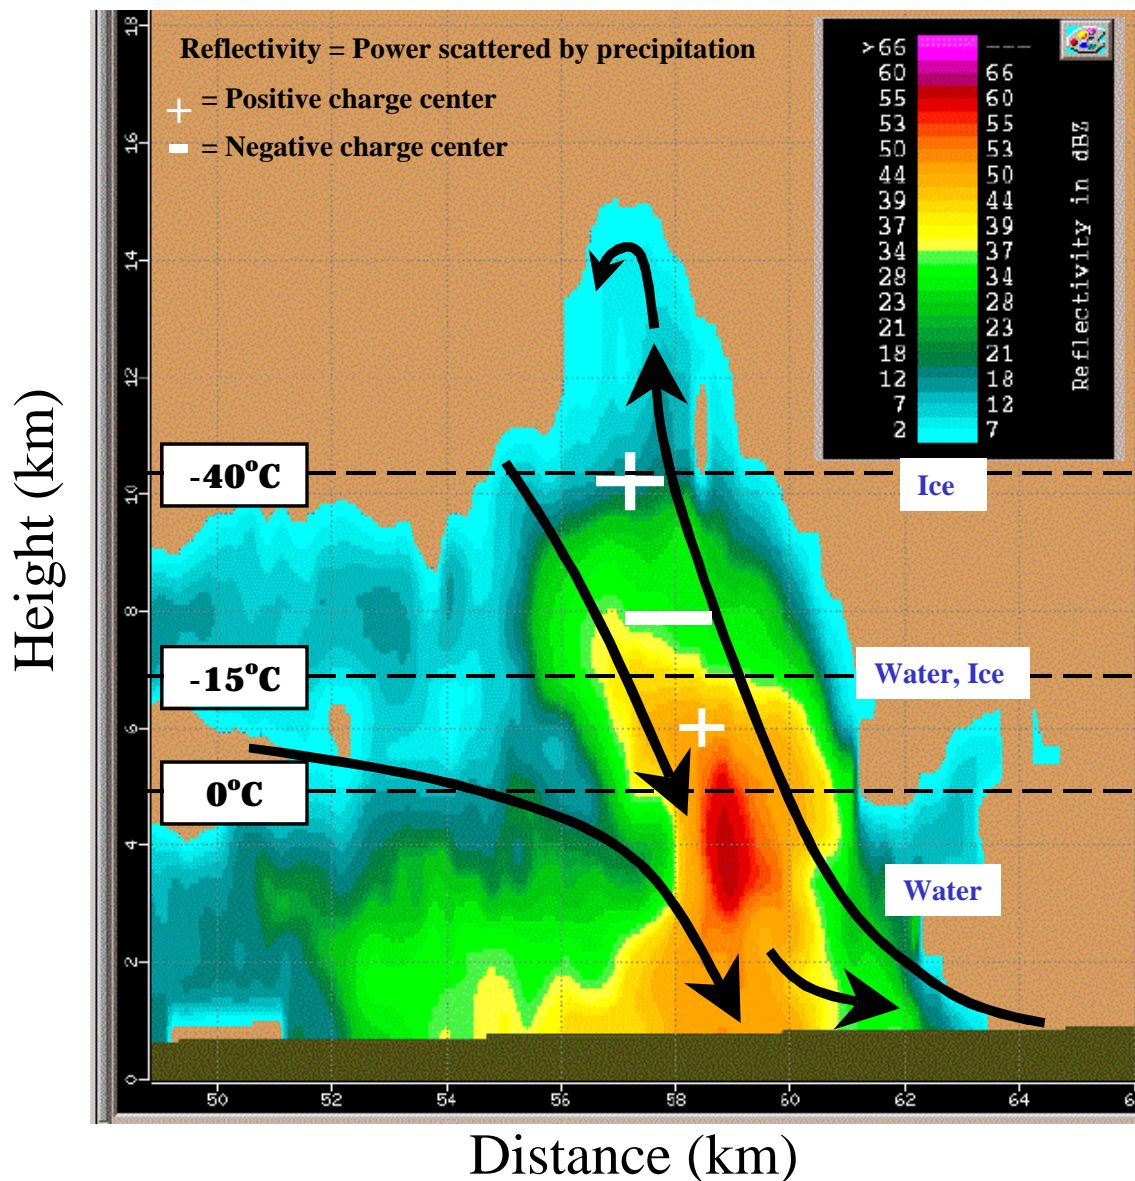 Reflectivity = Power scattered by precipitation
+ = Positive charge center
- = Negative charge center
>66 ---
60 66
55 60
53 55
50 53
44 50
39 44
37 39
34 37
28 34
23 28
21 23
18 21
12 18
7 12
2 7
Reflectivity in dBZ
Height (km)
18
16
14
12
10
8
6
4
2
0
-40°C
-15°C
0°C
+
-
+
Ice
Water, Ice
Water
50 52 54 56 58 60 62 64 6
Distance (km)